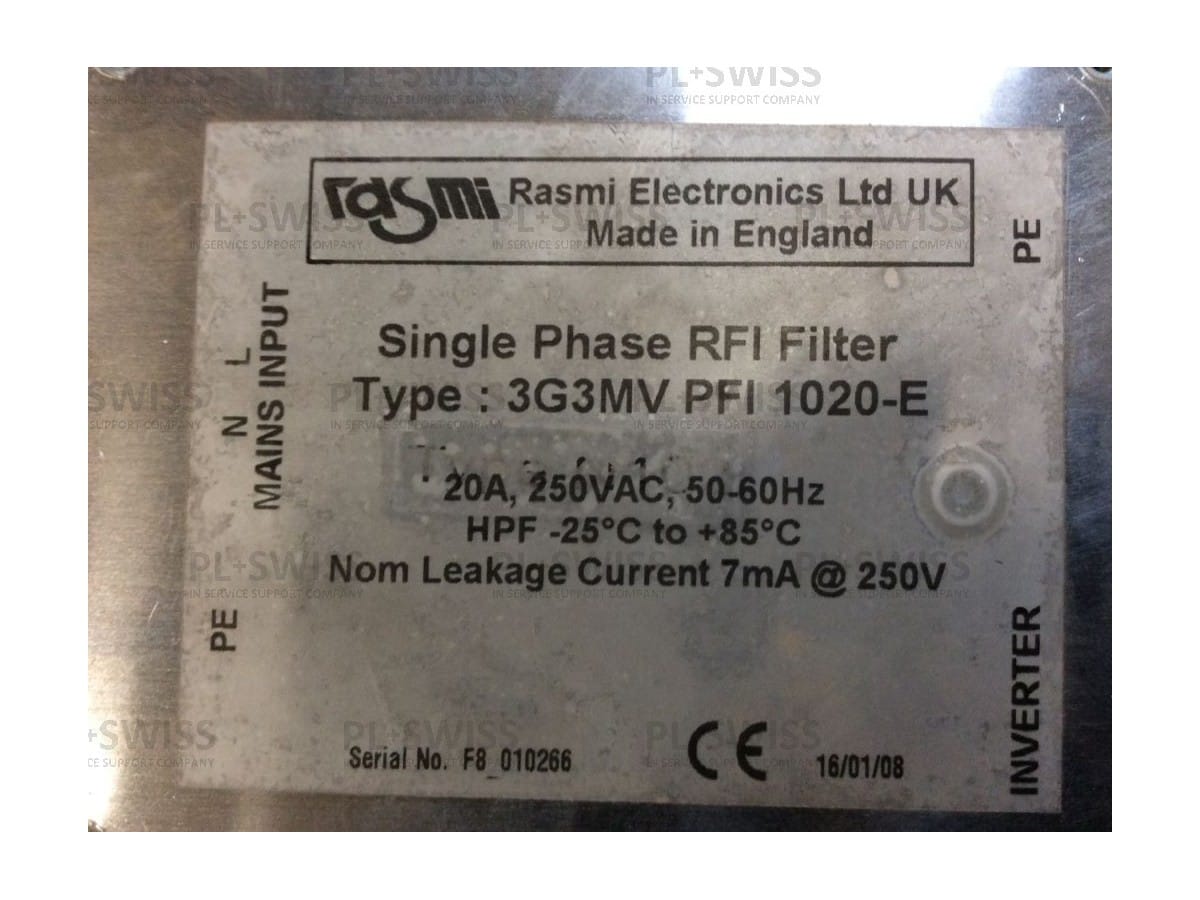 rasmi Rasmi Electronics Ltd UK
Made in England
PE
L
N
MAINS INPUT
Single Phase RFI Filter
Type : 3G3MV PFI 1020-E
20A, 250VAC, 50-60Hz
HPF -25°C to +85°C
Nom Leakage Current 7mA @ 250V
PE
INVERTER
Serial No. F8_010266
CE
16/01/08
PL+SWISS
IN SERVICE SUPPORT COMPANY